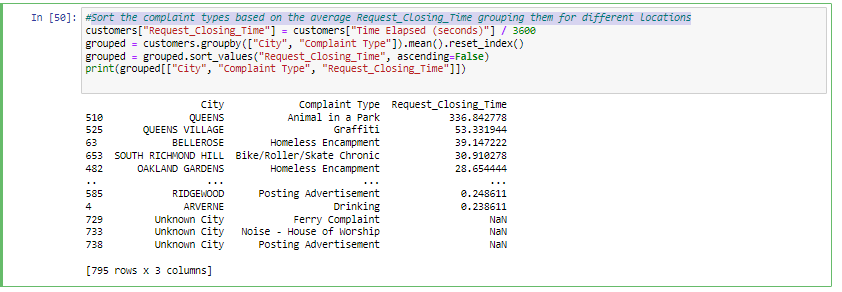 In [50]: #Sort the complaint types based on the average Request_Closing_Time grouping them for different locations
customers["Request_Closing_Time"] = customers["Time Elapsed (seconds)"] / 3600
grouped = customers.groupby(["City", "Complaint Type"]).mean().reset_index()
grouped = grouped.sort_values("Request_Closing_Time", ascending=False)
print(grouped[["City", "Complaint Type", "Request_Closing_Time"]])
City Complaint Type Request_Closing_Time
510 QUEENS Animal in a Park 336.842778
525 QUEENS VILLAGE Graffiti 53.331944
63 BELLEROSE Homeless Encampment 39.147222
653 SOUTH RICHMOND HILL Bike/Roller/Skate Chronic 30.910278
482 OAKLAND GARDENS Homeless Encampment 28.654444
.. ... ... ...
585 RIDGEWOOD Posting Advertisement 0.248611
4 ARVERNE Drinking 0.238611
729 Unknown City Ferry Complaint NaN
733 Unknown City Noise - House of Worship NaN
738 Unknown City Posting Advertisement NaN
[795 rows x 3 columns]